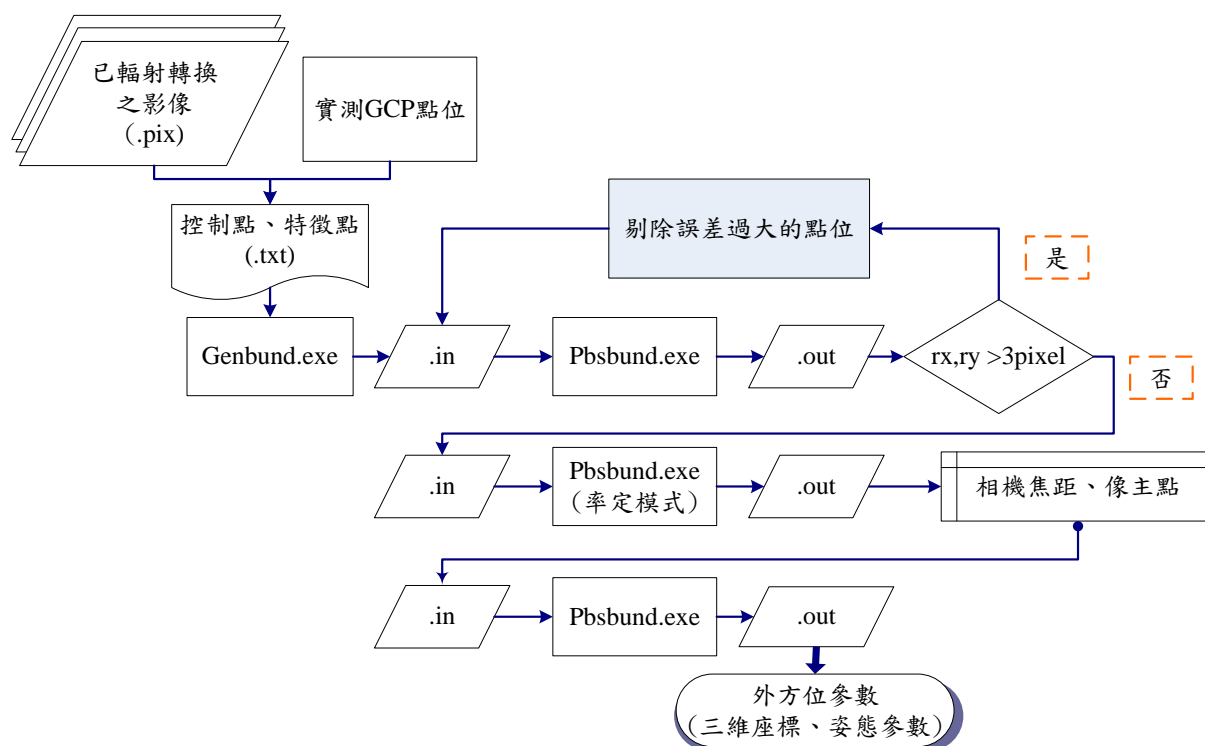 已輻射轉換
之影像
(.pix)
實測GCP點位
控制點、特徵點
(.txt)
剔除誤差過大的點位
是
Genbund.exe
.in
Pbsbund.exe
.out
rx,ry >3pixel
否
.in
Pbsbund.exe
（率定模式）
.out
相機焦距、像主點
.in
Pbsbund.exe
.out
外方位參數
(三維座標、姿態參數)